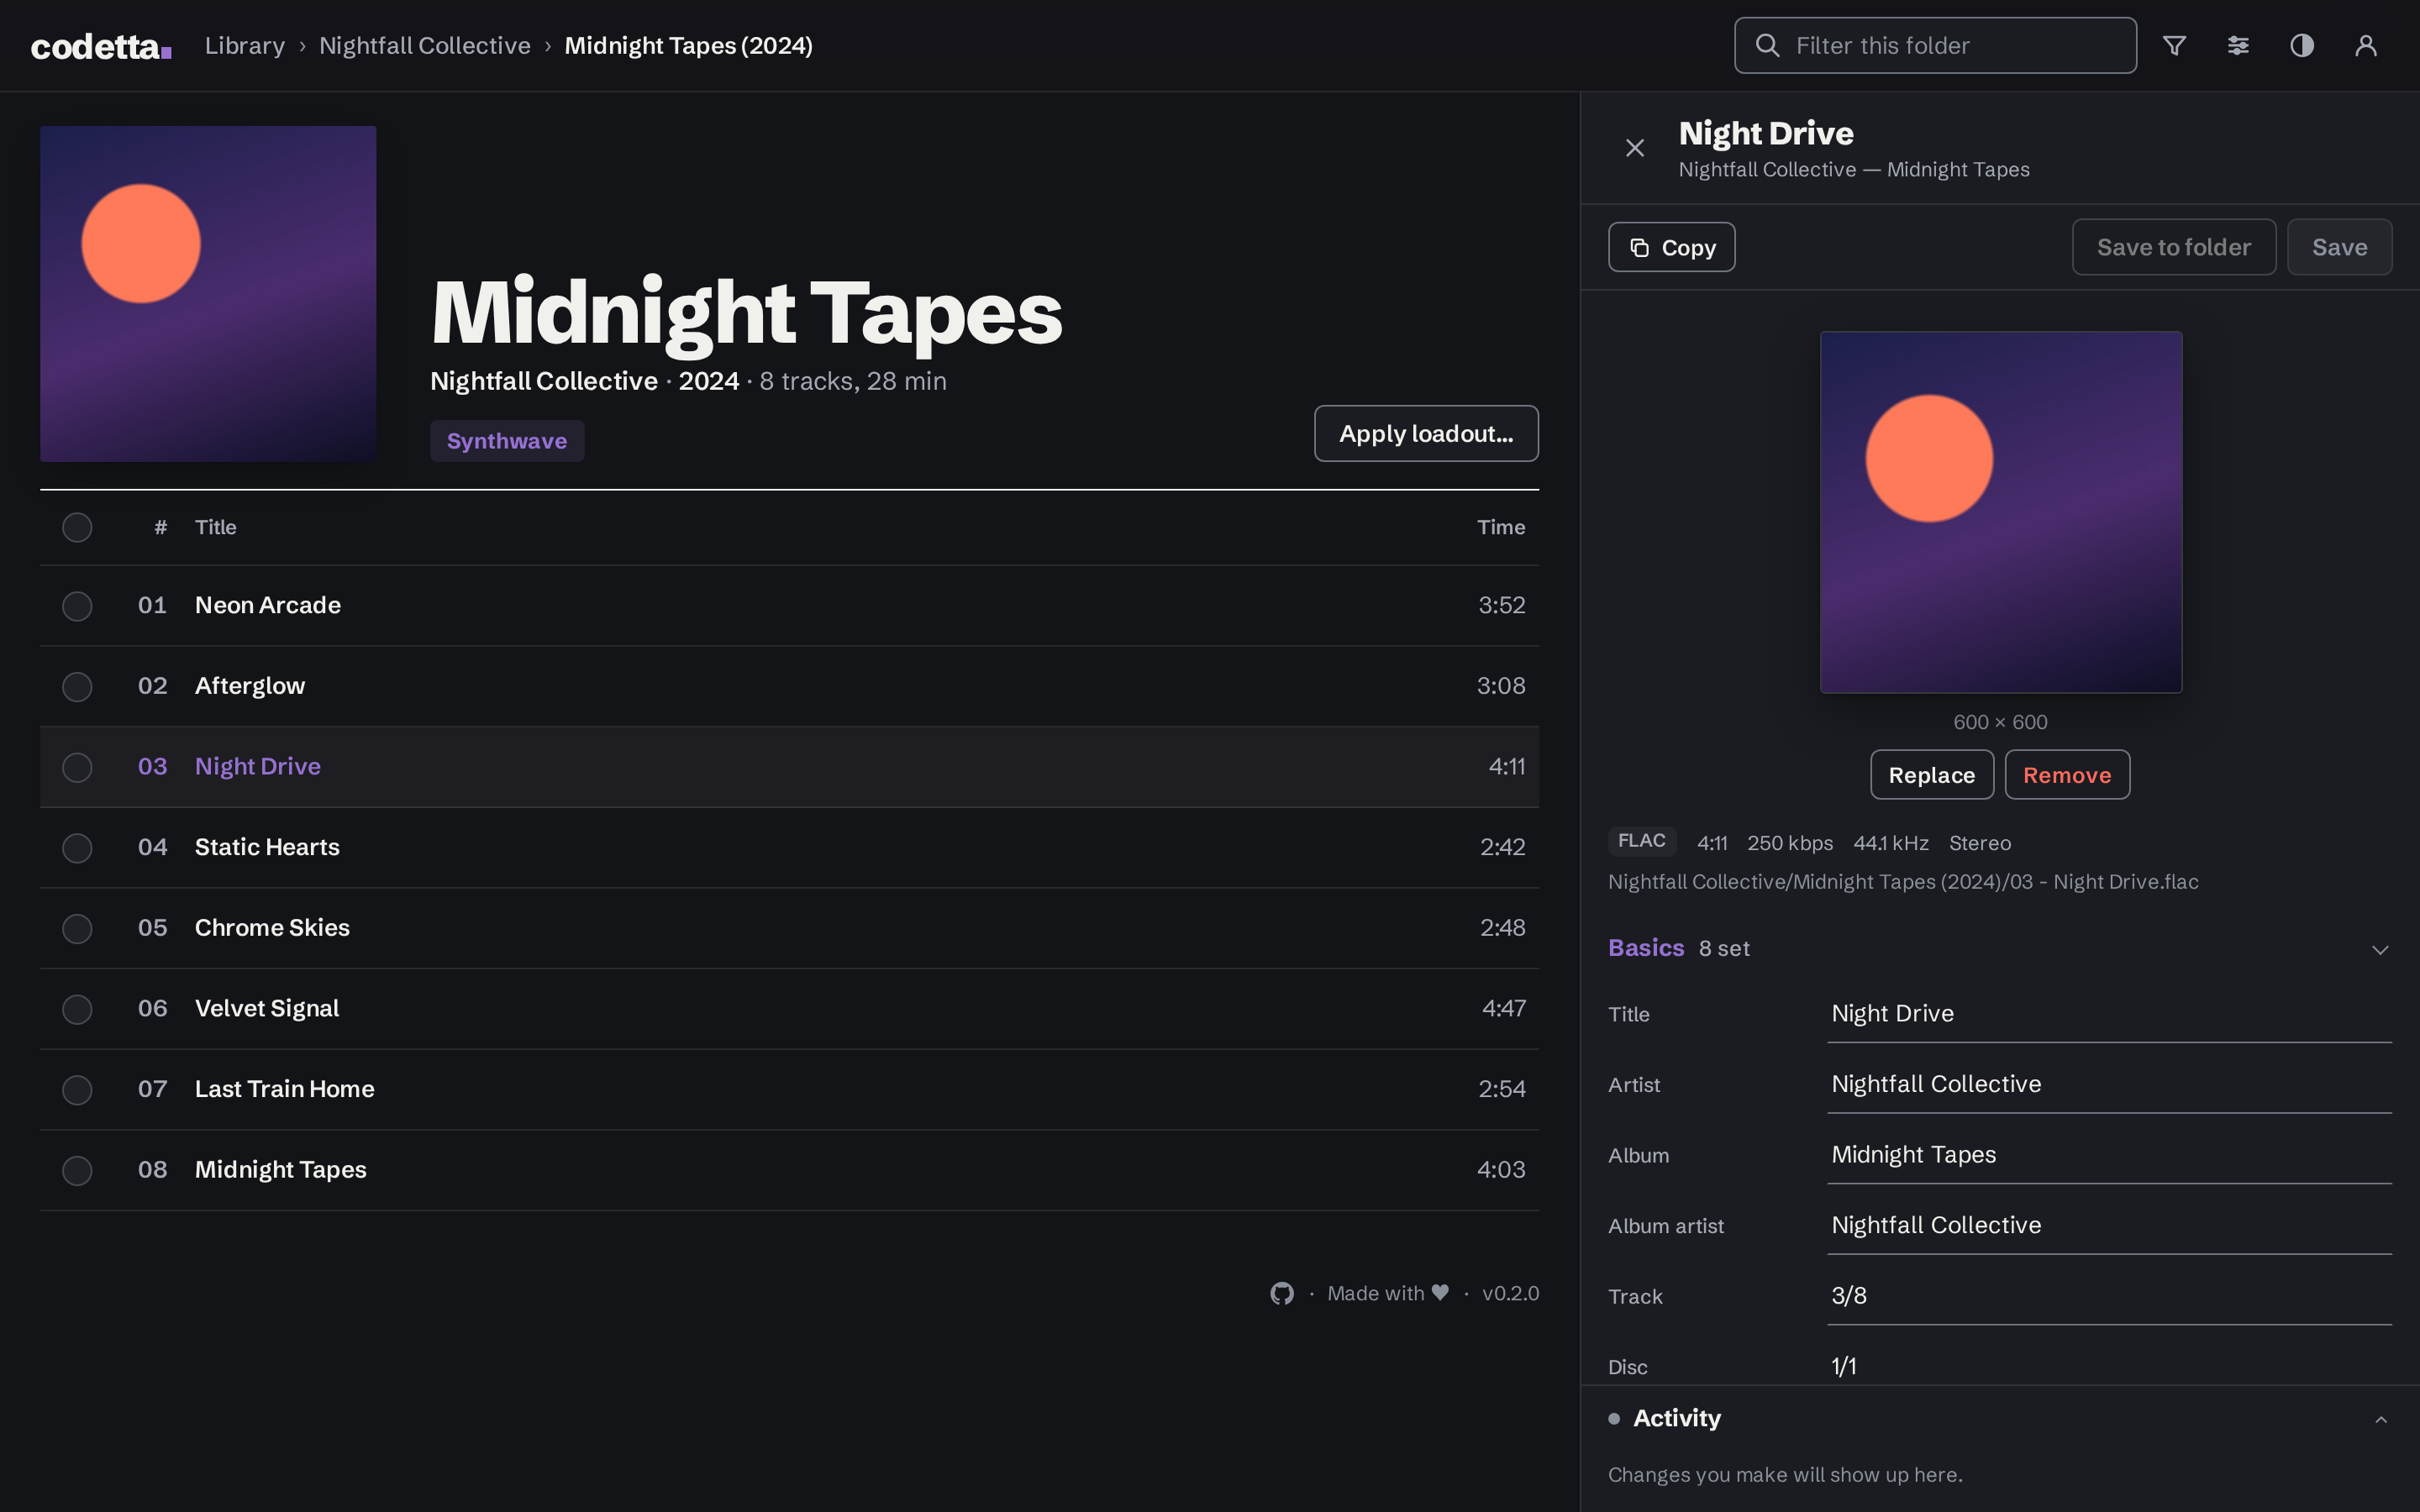 codetta.
Library › Nightfall Collective › Midnight Tapes (2024)
Filter this folder
Midnight Tapes
Nightfall Collective · 2024 · 8 tracks, 28 min
Synthwave
Apply loadout...
# Title Time
01 Neon Arcade 3:52
02 Afterglow 3:08
03 Night Drive 4:11
04 Static Hearts 2:42
05 Chrome Skies 2:48
06 Velvet Signal 4:47
07 Last Train Home 2:54
08 Midnight Tapes 4:03
· Made with ♥ · v0.2.0
Night Drive
Nightfall Collective — Midnight Tapes
Copy
Save to folder
Save
600 × 600
Replace
Remove
FLAC 4:11 250 kbps 44.1 kHz Stereo
Nightfall Collective/Midnight Tapes (2024)/03 - Night Drive.flac
Basics 8 set
Title Night Drive
Artist Nightfall Collective
Album Midnight Tapes
Album artist Nightfall Collective
Track 3/8
Disc 1/1
Activity
Changes you make will show up here.